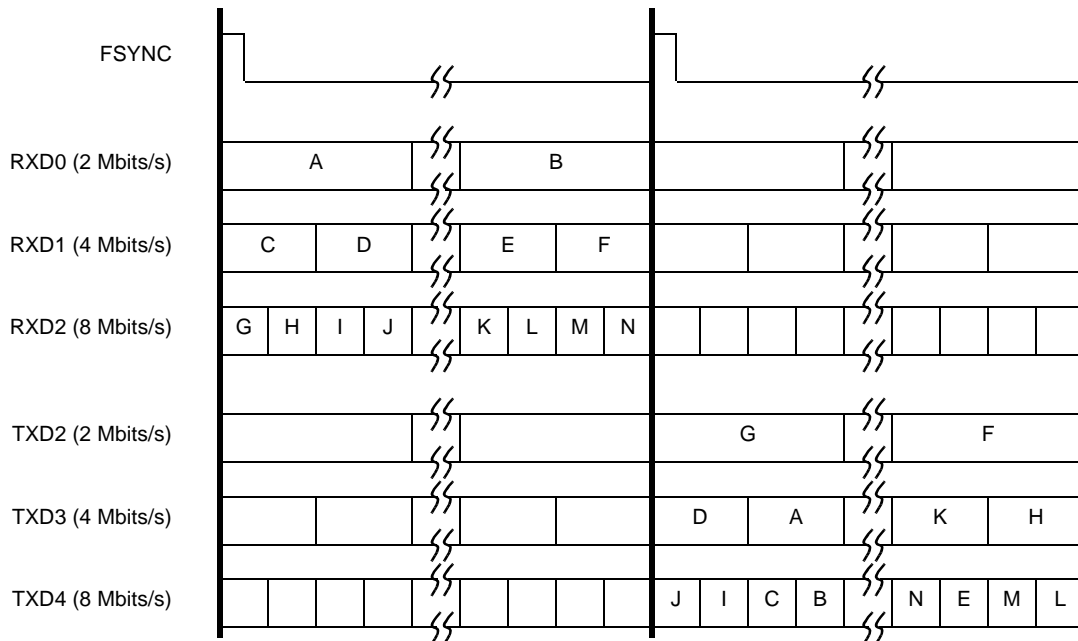 FSYNC
RXD0 (2 Mbits/s) A B
RXD1 (4 Mbits/s) C D E F
RXD2 (8 Mbits/s) G H I J K L M N
TXD2 (2 Mbits/s) G F
TXD3 (4 Mbits/s) D A K H
TXD4 (8 Mbits/s) J I C B N E M L